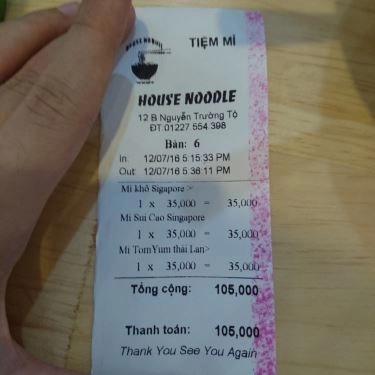 HOUSE NOODLE
TIỆM MÌ
HOUSE NOODLE
12 B Nguyễn Trường Tộ
ĐT:01227 554 398
Bàn: 6
In: 12/07/16 5:15:33 PM
Out: 12/07/16 5:36:11 PM
Mì khô Sigapore >
1 x 35,000 = 35,000
Mì Sui Cao Singapore
1 x 35,000 = 35,000
Mì TomYum thái Lan>
1 x 35,000 = 35,000
Tổng cộng: 105,000
Thanh toán: 105,000
Thank You See You Again